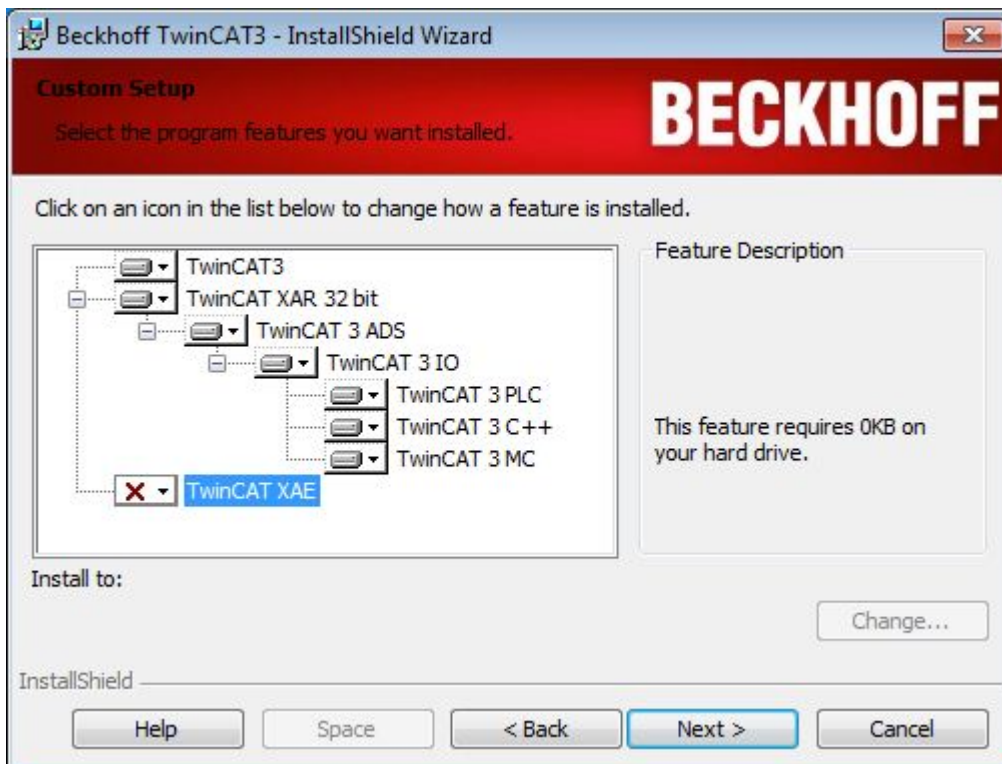 Beckhoff TwinCAT3 - InstallShield Wizard
Custom Setup
Select the program features you want installed.
BECKHOFF
Click on an icon in the list below to change how a feature is installed.
TwinCAT3
TwinCAT XAR 32 bit
TwinCAT 3 ADS
TwinCAT 3 IO
TwinCAT 3 PLC
TwinCAT 3 C++
TwinCAT 3 MC
TwinCAT XAE
Feature Description
This feature requires 0KB on
your hard drive.
Install to:
Change...
InstallShield
Help
Space
< Back
Next >
Cancel